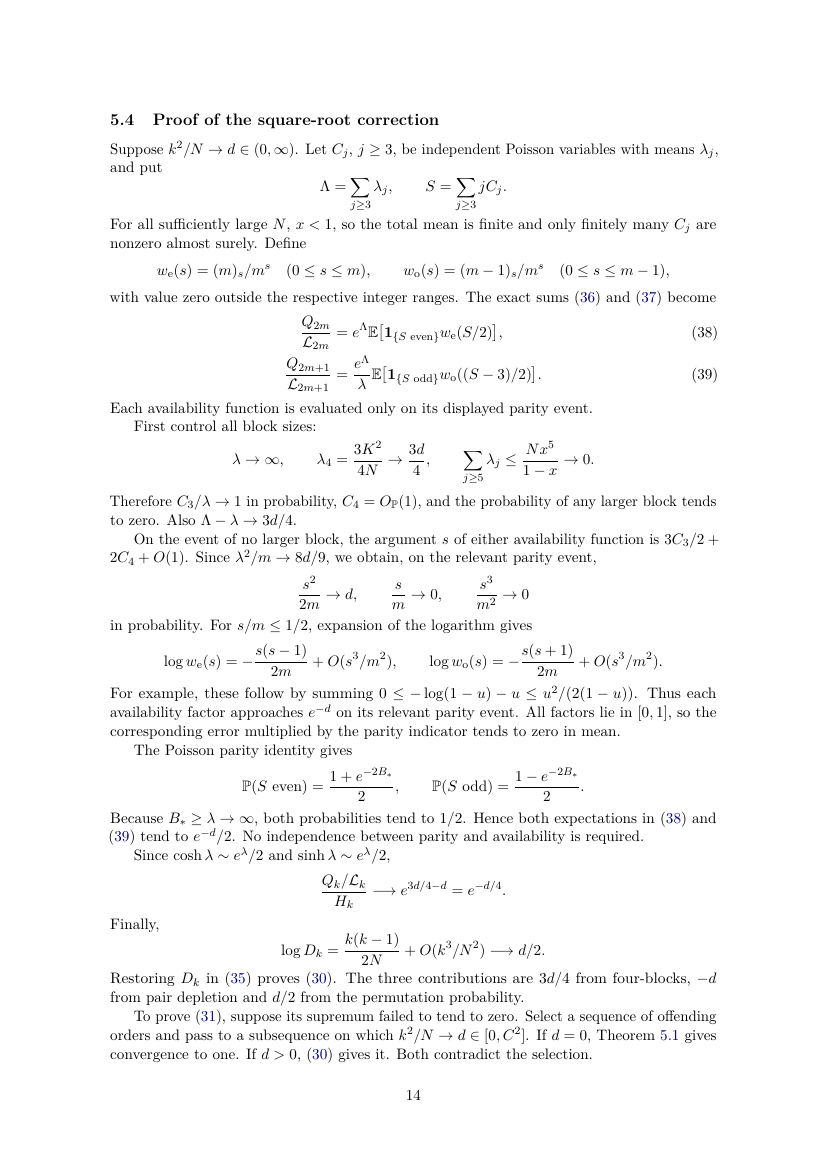 5.4 Proof of the square-root correction
Suppose k²/N → d ∈ (0, ∞). Let C_j, j ≥ 3, be independent Poisson variables with means λ_j,
and put
Λ = ∑_{j≥3} λ_j,  S = ∑_{j≥3} jC_j.
For all sufficiently large N, x < 1, so the total mean is finite and only finitely many C_j are
nonzero almost surely. Define
w_e(s) = (m)_s/m^s (0 ≤ s ≤ m),  w_o(s) = (m − 1)_s/m^s (0 ≤ s ≤ m − 1),
with value zero outside the respective integer ranges. The exact sums (36) and (37) become
Q_{2m}/ℒ_{2m} = e^Λ 𝔼[𝟏_{{S even}} w_e(S/2)], (38)
Q_{2m+1}/ℒ_{2m+1} = e^Λ/λ 𝔼[𝟏_{{S odd}} w_o((S − 3)/2)]. (39)
Each availability function is evaluated only on its displayed parity event.
First control all block sizes:
λ → ∞,  λ_4 = 3K²/4N → 3d/4,  ∑_{j≥5} λ_j ≤ Nx⁵/(1 − x) → 0.
Therefore C_3/λ → 1 in probability, C_4 = O_ℙ(1), and the probability of any larger block tends
to zero. Also Λ − λ → 3d/4.
On the event of no larger block, the argument s of either availability function is 3C_3/2 +
2C_4 + O(1). Since λ²/m → 8d/9, we obtain, on the relevant parity event,
s²/2m → d,  s/m → 0,  s³/m² → 0
in probability. For s/m ≤ 1/2, expansion of the logarithm gives
log w_e(s) = −s(s − 1)/2m + O(s³/m²),  log w_o(s) = −s(s + 1)/2m + O(s³/m²).
For example, these follow by summing 0 ≤ − log(1 − u) − u ≤ u²/(2(1 − u)). Thus each
availability factor approaches e^{−d} on its relevant parity event. All factors lie in [0, 1], so the
corresponding error multiplied by the parity indicator tends to zero in mean.
The Poisson parity identity gives
ℙ(S even) = (1 + e^{−2B_*})/2,  ℙ(S odd) = (1 − e^{−2B_*})/2.
Because B_* ≥ λ → ∞, both probabilities tend to 1/2. Hence both expectations in (38) and
(39) tend to e^{−d}/2. No independence between parity and availability is required.
Since cosh λ ∼ e^λ/2 and sinh λ ∼ e^λ/2,
(Q_k/ℒ_k)/H_k ⟶ e^{3d/4−d} = e^{−d/4}.
Finally,
log D_k = k(k − 1)/2N + O(k³/N²) ⟶ d/2.
Restoring D_k in (35) proves (30). The three contributions are 3d/4 from four-blocks, −d
from pair depletion and d/2 from the permutation probability.
To prove (31), suppose its supremum failed to tend to zero. Select a sequence of offending
orders and pass to a subsequence on which k²/N → d ∈ [0, C²]. If d = 0, Theorem 5.1 gives
convergence to one. If d > 0, (30) gives it. Both contradict the selection.
14